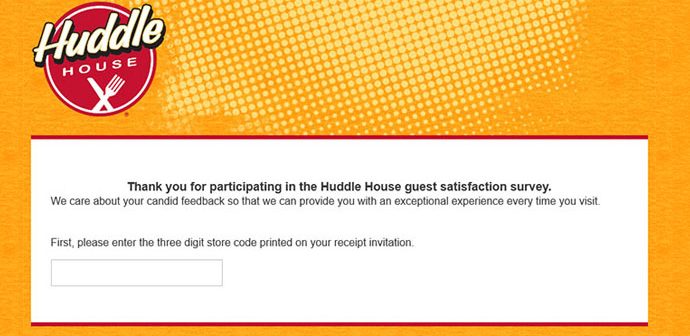 Huddle
HOUSE
Thank you for participating in the Huddle House guest satisfaction survey.
We care about your candid feedback so that we can provide you with an exceptional experience every time you visit.
First, please enter the three digit store code printed on your receipt invitation.